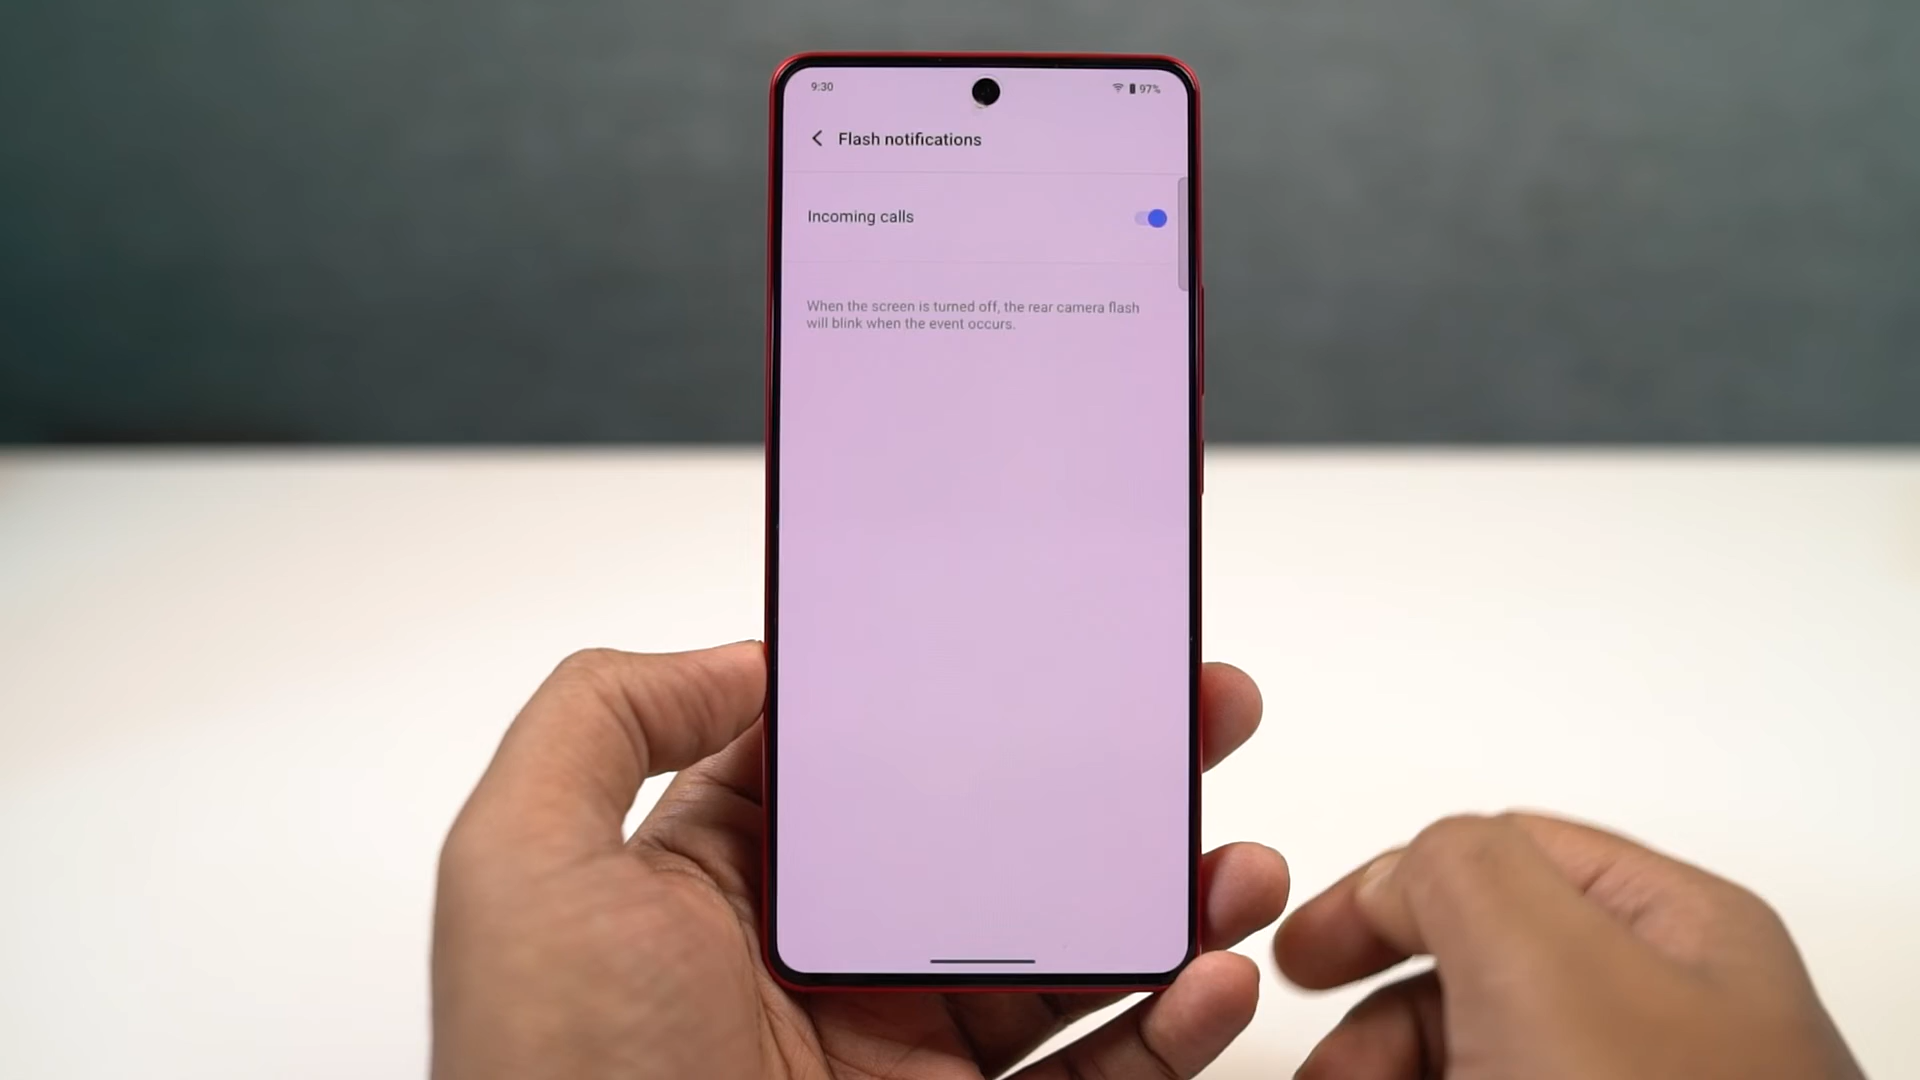 9:30
97%
Flash notifications
Incoming calls
When the screen is turned off, the rear camera flash
will blink when the event occurs.